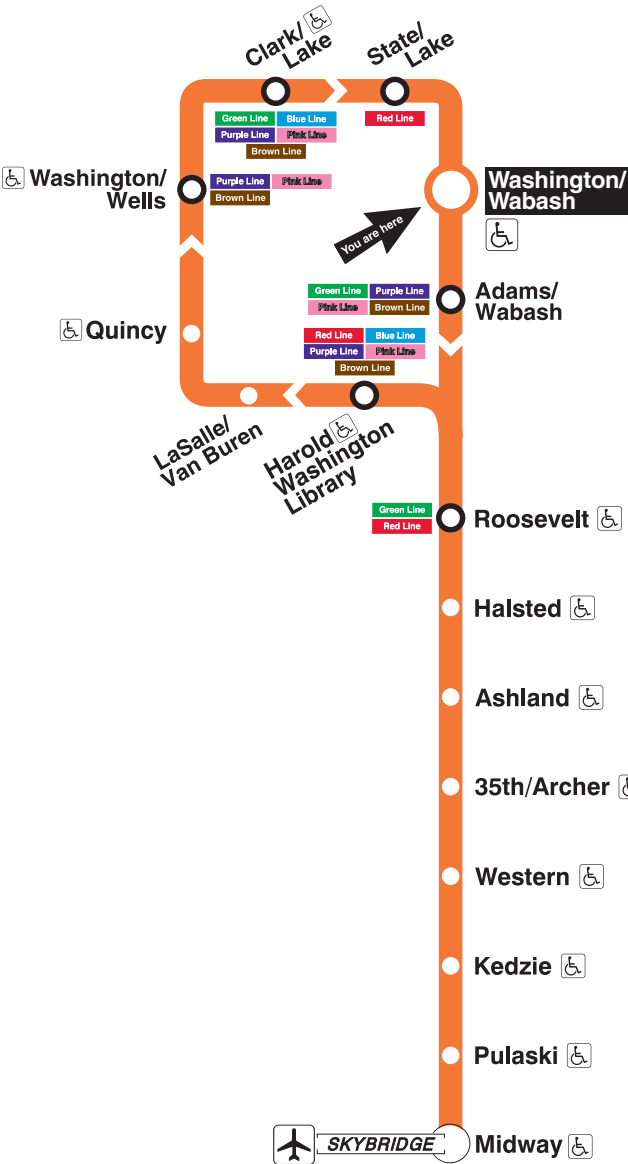 Clark/
Lake
State/
Lake
Green Line
Blue Line
Purple Line
Pink Line
Brown Line
Red Line
Washington/
Wells
Purple Line
Pink Line
Brown Line
Washington/
Wabash
You are here
Green Line
Purple Line
Pink Line
Brown Line
Adams/
Wabash
Quincy
Red Line
Blue Line
Purple Line
Pink Line
Brown Line
LaSalle/
Van Buren
Harold
Washington
Library
Green Line
Red Line
Roosevelt
Halsted
Ashland
35th/Archer
Western
Kedzie
Pulaski
SKYBRIDGE
Midway